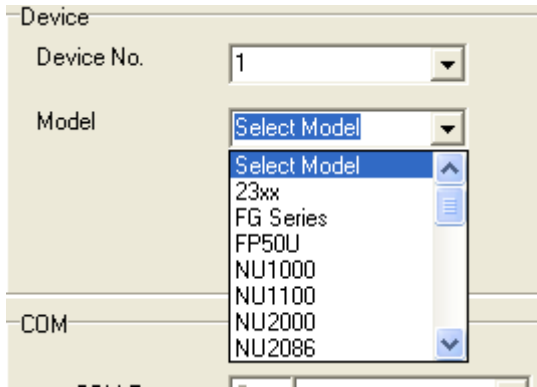 Device
Device No. 1
Model Select Model
Select Model
23xx
FG Series
FP50U
NU1000
NU1100
NU2000
COM
NU2086